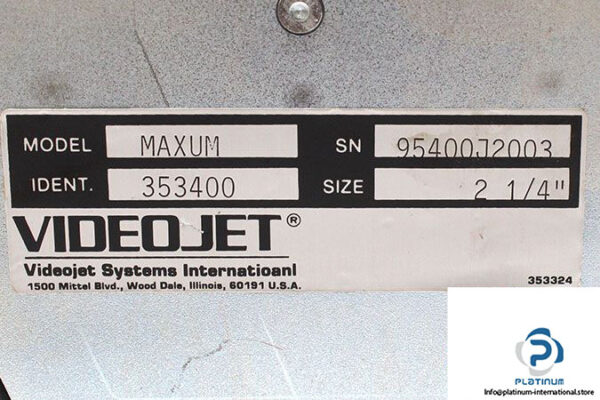 MODEL MAXUM SN 95400J2003
IDENT. 353400 SIZE 2 1/4"
VIDEOJET®
Videojet Systems Internatioanl
1500 Mittel Blvd., Wood Dale, Illinois, 60191 U.S.A.
353324
PLATINUM
Info@platinum-international.store